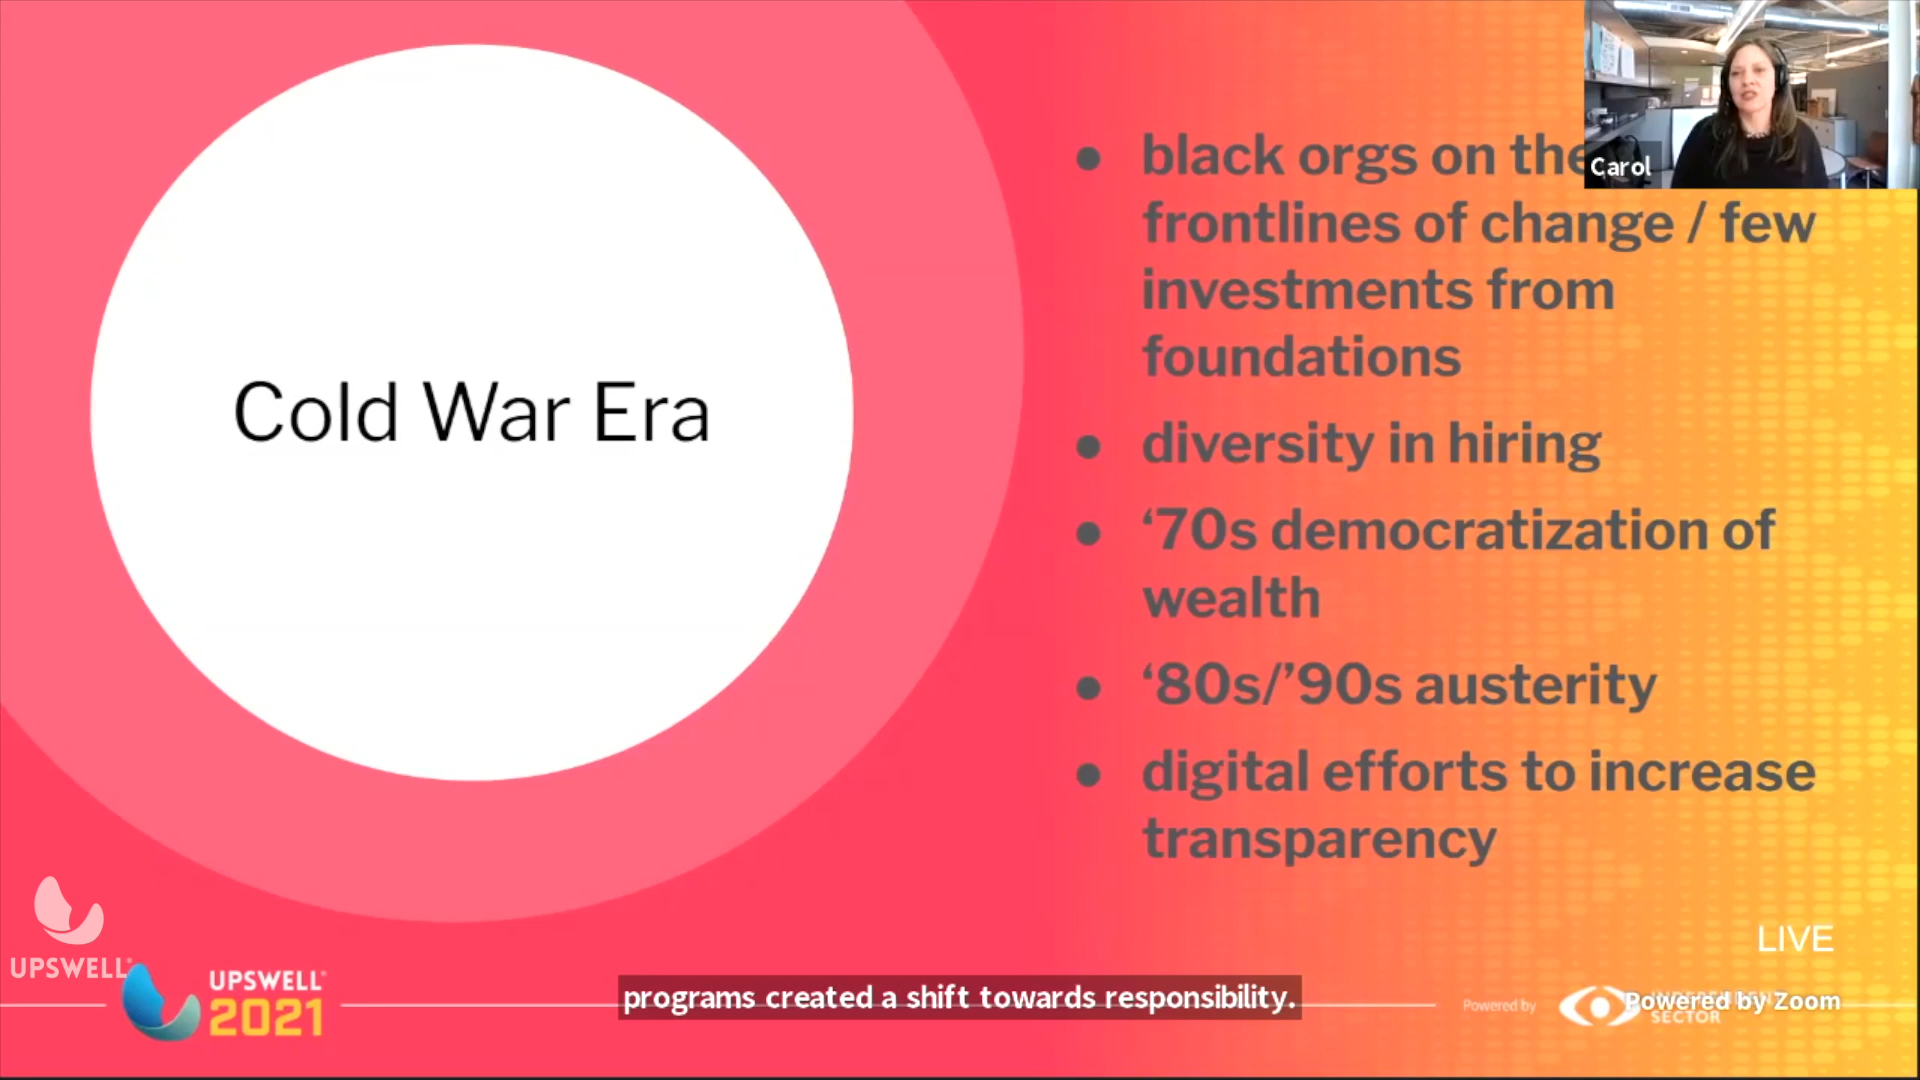 Cold War Era
black orgs on the
frontlines of change / few
investments from
foundations
diversity in hiring
‘70s democratization of
wealth
‘80s/’90s austerity
digital efforts to increase
transparency
Carol
LIVE
UPSWELL
UPSWELL
2021
programs created a shift towards responsibility.
Powered by
SECTOR
Powered by Zoom